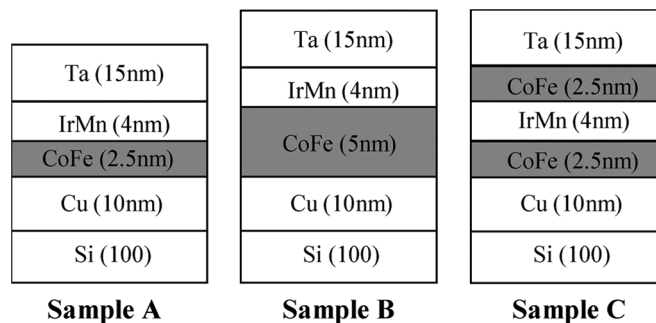 Ta (15nm)
IrMn (4nm)
CoFe (2.5nm)
Cu (10nm)
Si (100)
Sample A
Ta (15nm)
IrMn (4nm)
CoFe (5nm)
Cu (10nm)
Si (100)
Sample B
Ta (15nm)
CoFe (2.5nm)
IrMn (4nm)
CoFe (2.5nm)
Cu (10nm)
Si (100)
Sample C